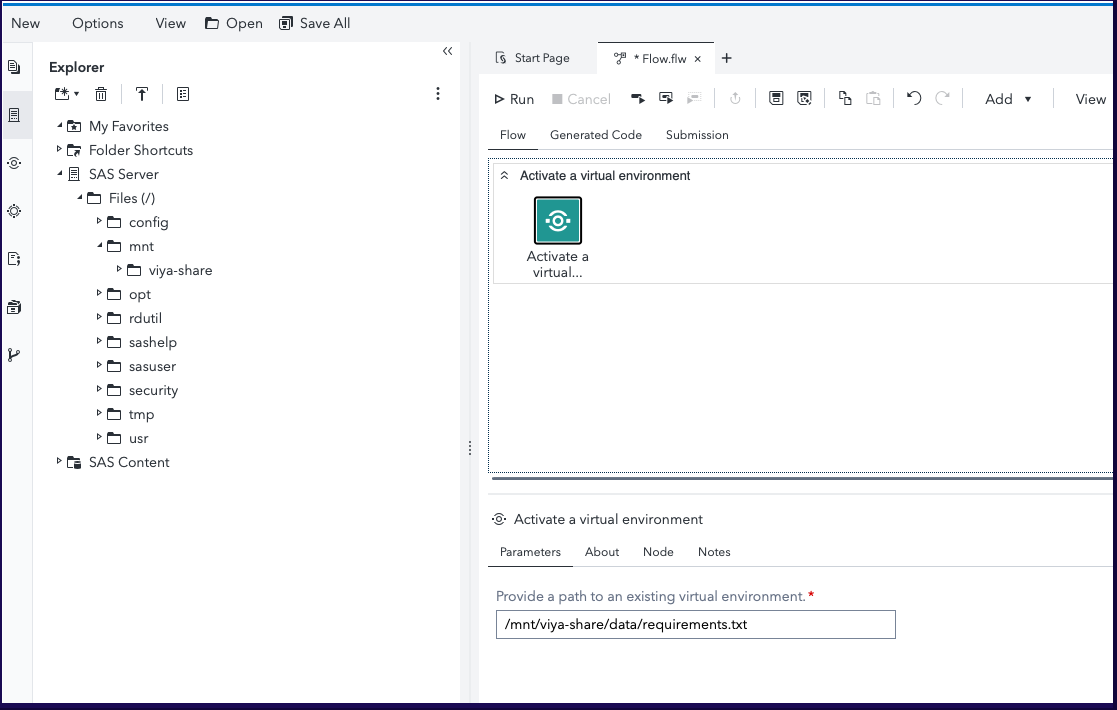 New Options View Open Save All
Explorer
My Favorites
Folder Shortcuts
SAS Server
Files (/)
config
mnt
viya-share
opt
rdutil
sashelp
sasuser
security
tmp
usr
SAS Content
Start Page * Flow.flw × +
Run Cancel Add View
Flow Generated Code Submission
Activate a virtual environment
Activate a
virtual...
Activate a virtual environment
Parameters About Node Notes
Provide a path to an existing virtual environment. *
/mnt/viya-share/data/requirements.txt